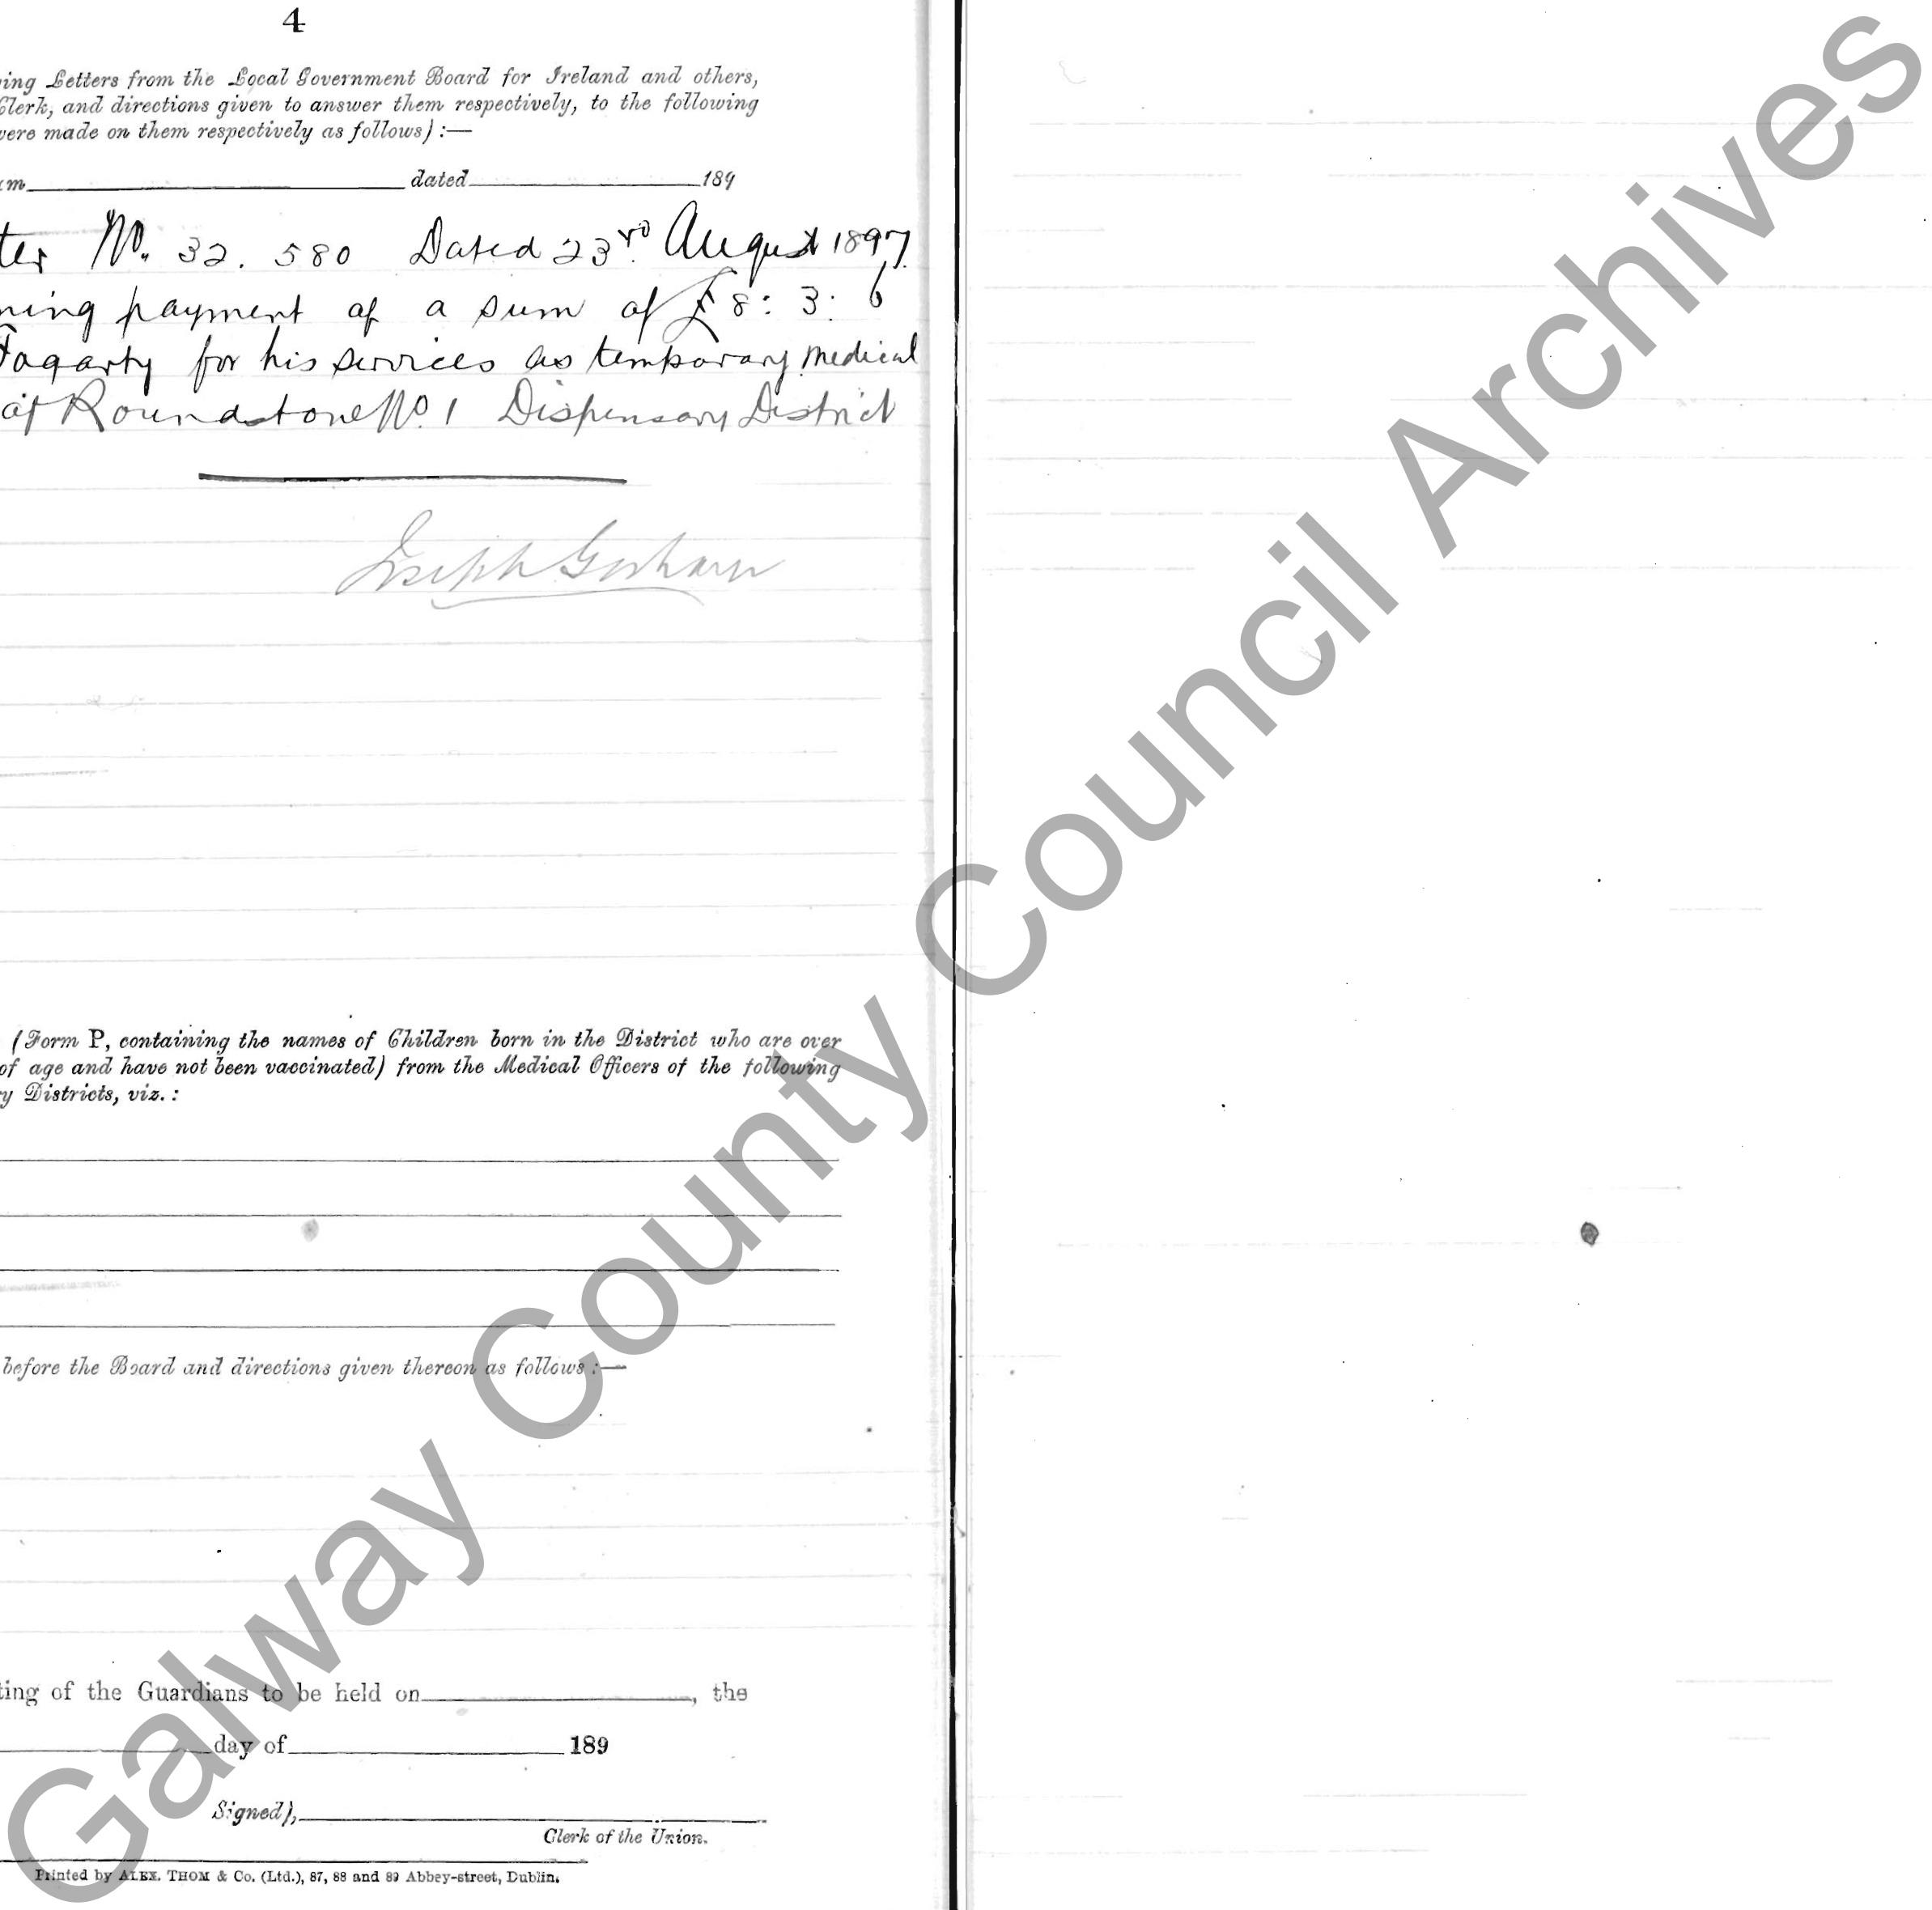 4
ing Letters from the Local Government Board for Ireland and others,
Clerk, and directions given to answer them respectively, to the following
were made on them respectively as follows):—
m dated 189
ter No. 32. 580 Dated 23rd. August 1897.
ning payment of a sum of £8: 3: 6
Fogarty for his services as temporary Medical
of Roundstone No. 1 Dispensary District
Joseph Gorham
(Form P, containing the names of Children born in the District who are over
of age and have not been vaccinated) from the Medical Officers of the following
y Districts, viz.:
before the Board and directions given thereon as follows:—
ting of the Guardians to be held on , the
day of 189
Signed),
Clerk of the Union.
Printed by ALEX. THOM & Co. (Ltd.), 87, 88 and 89 Abbey-street, Dublin.
Galway County Council Archives